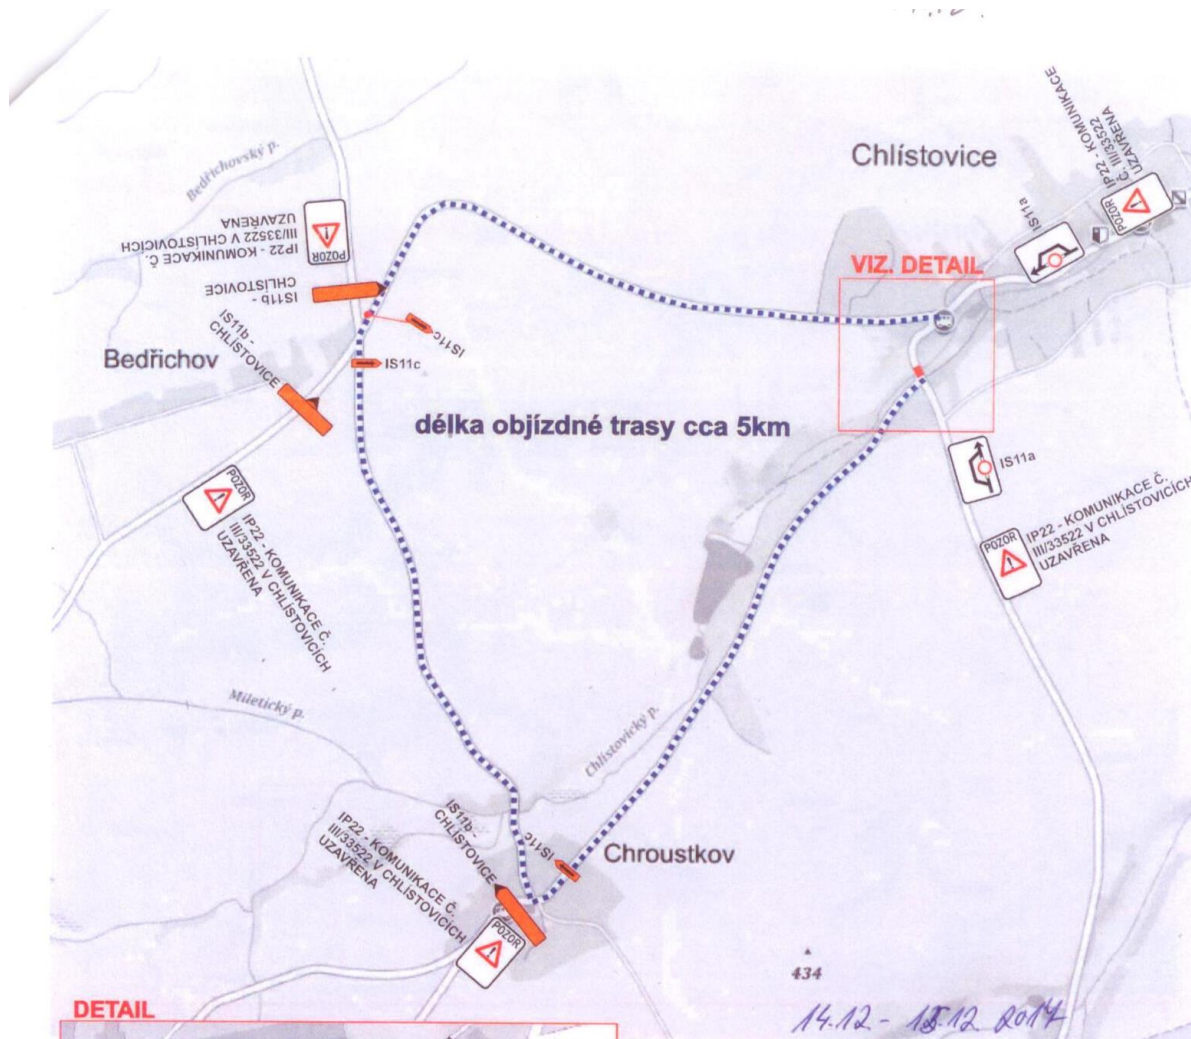 Chlístovice
IP22 - KOMUNIKACE
Č. III/33522
UZAVŘENA
POZOR
IS11a
KOMUNIKACE
Bedřichovský p.
VIZ. DETAIL
POZOR
IP22 - KOMUNIKACE Č.
III/33522 V CHLÍSTOVICÍCH
UZAVŘENA
IS11b -
CHLÍSTOVICE
IS11c
IS11b -
CHLÍSTOVICE
Bedřichov
IS11c
délka objízdné trasy cca 5km
IS11a
POZOR
IP22 - KOMUNIKACE Č.
III/33522 V CHLÍSTOVICÍCH
UZAVŘENA
POZOR
IP22 - KOMUNIKACE Č.
III/33522 V CHLÍSTOVICÍCH
UZAVŘENA
Miletický p.
Chlístovický p.
IS11b -
CHLÍSTOVICE
IP22 - KOMUNIKACE Č.
III/33522 V CHLÍSTOVICÍCH
UZAVŘENA
IS11c
Chroustkov
POZOR
434
DETAIL
14.12 - 15.12 2017